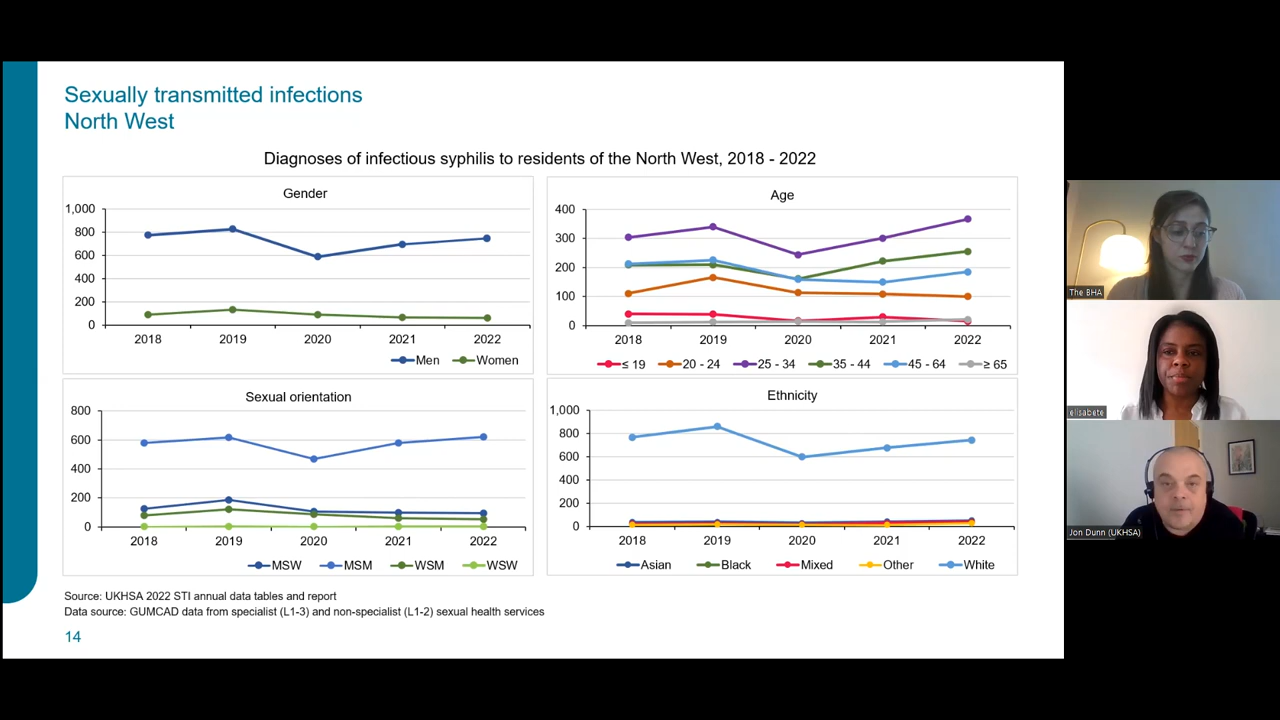 Sexually transmitted infections
North West
Diagnoses of infectious syphilis to residents of the North West, 2018 - 2022
Gender
1,000
800
600
400
200
0
2018 2019 2020 2021 2022
Men Women
Age
400
300
200
100
0
2018 2019 2020 2021 2022
≤ 19 20 - 24 25 - 34 35 - 44 45 - 64 ≥ 65
Sexual orientation
800
600
400
200
0
2018 2019 2020 2021 2022
MSW MSM WSM WSW
Ethnicity
1,000
800
600
400
200
0
2018 2019 2020 2021 2022
Asian Black Mixed Other White
Source: UKHSA 2022 STI annual data tables and report
Data source: GUMCAD data from specialist (L1-3) and non-specialist (L1-2) sexual health services
14
The BHA
elisabete
Jon Dunn (UKHSA)